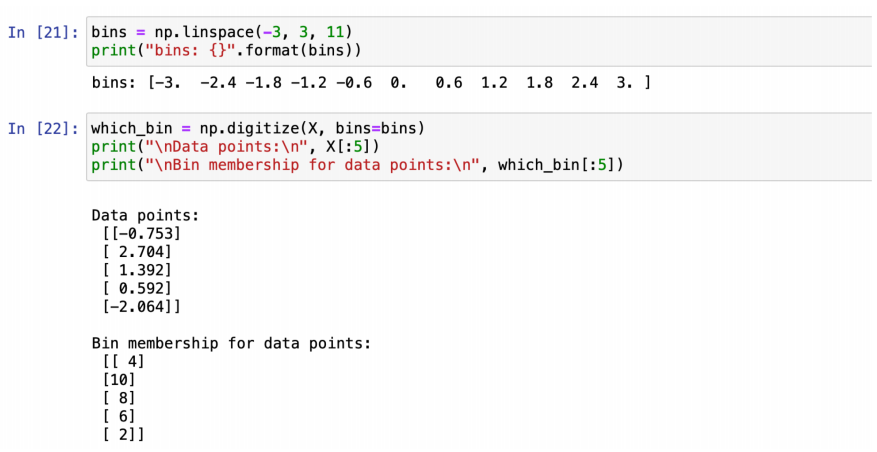 In [21]: bins = np.linspace(-3, 3, 11)
print("bins: {}".format(bins))
bins: [-3.  -2.4 -1.8 -1.2 -0.6  0.   0.6  1.2  1.8  2.4  3. ]
In [22]: which_bin = np.digitize(X, bins=bins)
print("\nData points:\n", X[:5])
print("\nBin membership for data points:\n", which_bin[:5])
Data points:
[[-0.753]
[ 2.704]
[ 1.392]
[ 0.592]
[-2.064]]
Bin membership for data points:
[[ 4]
[10]
[ 8]
[ 6]
[ 2]]